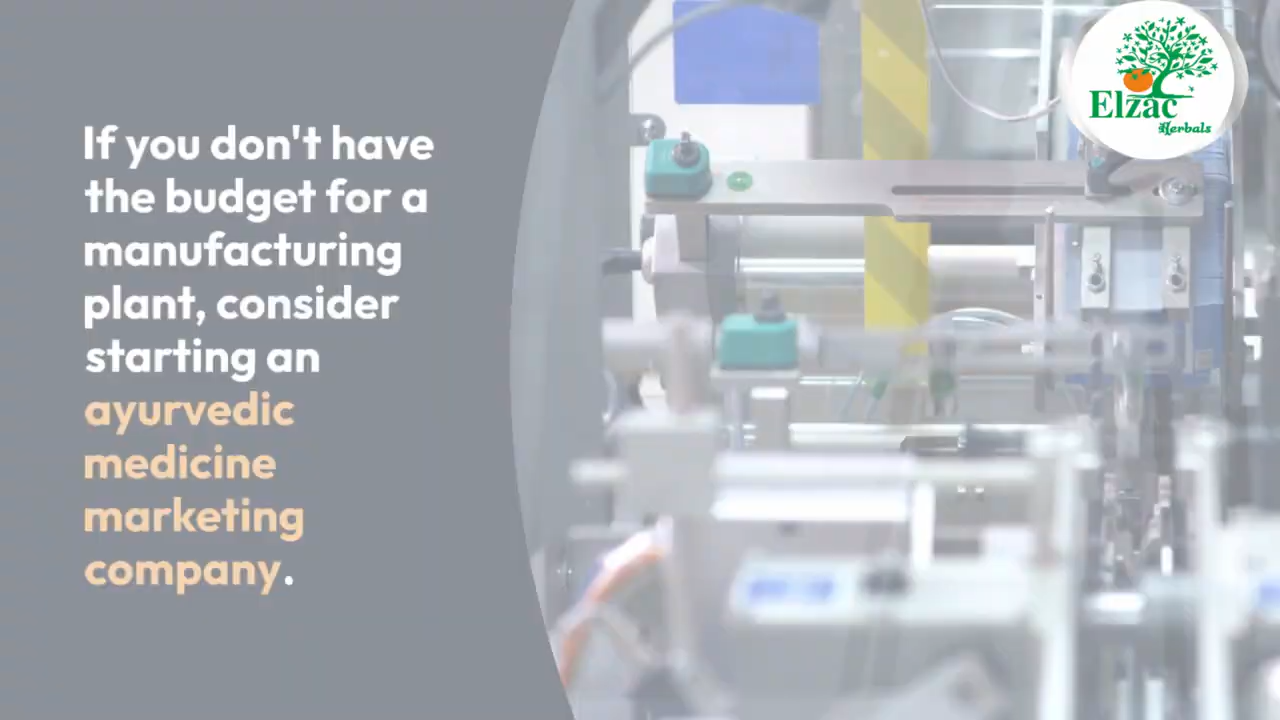 If you don't have
the budget for a
manufacturing
plant, consider
starting an
ayurvedic
medicine
marketing
company.
Elzac
Herbals